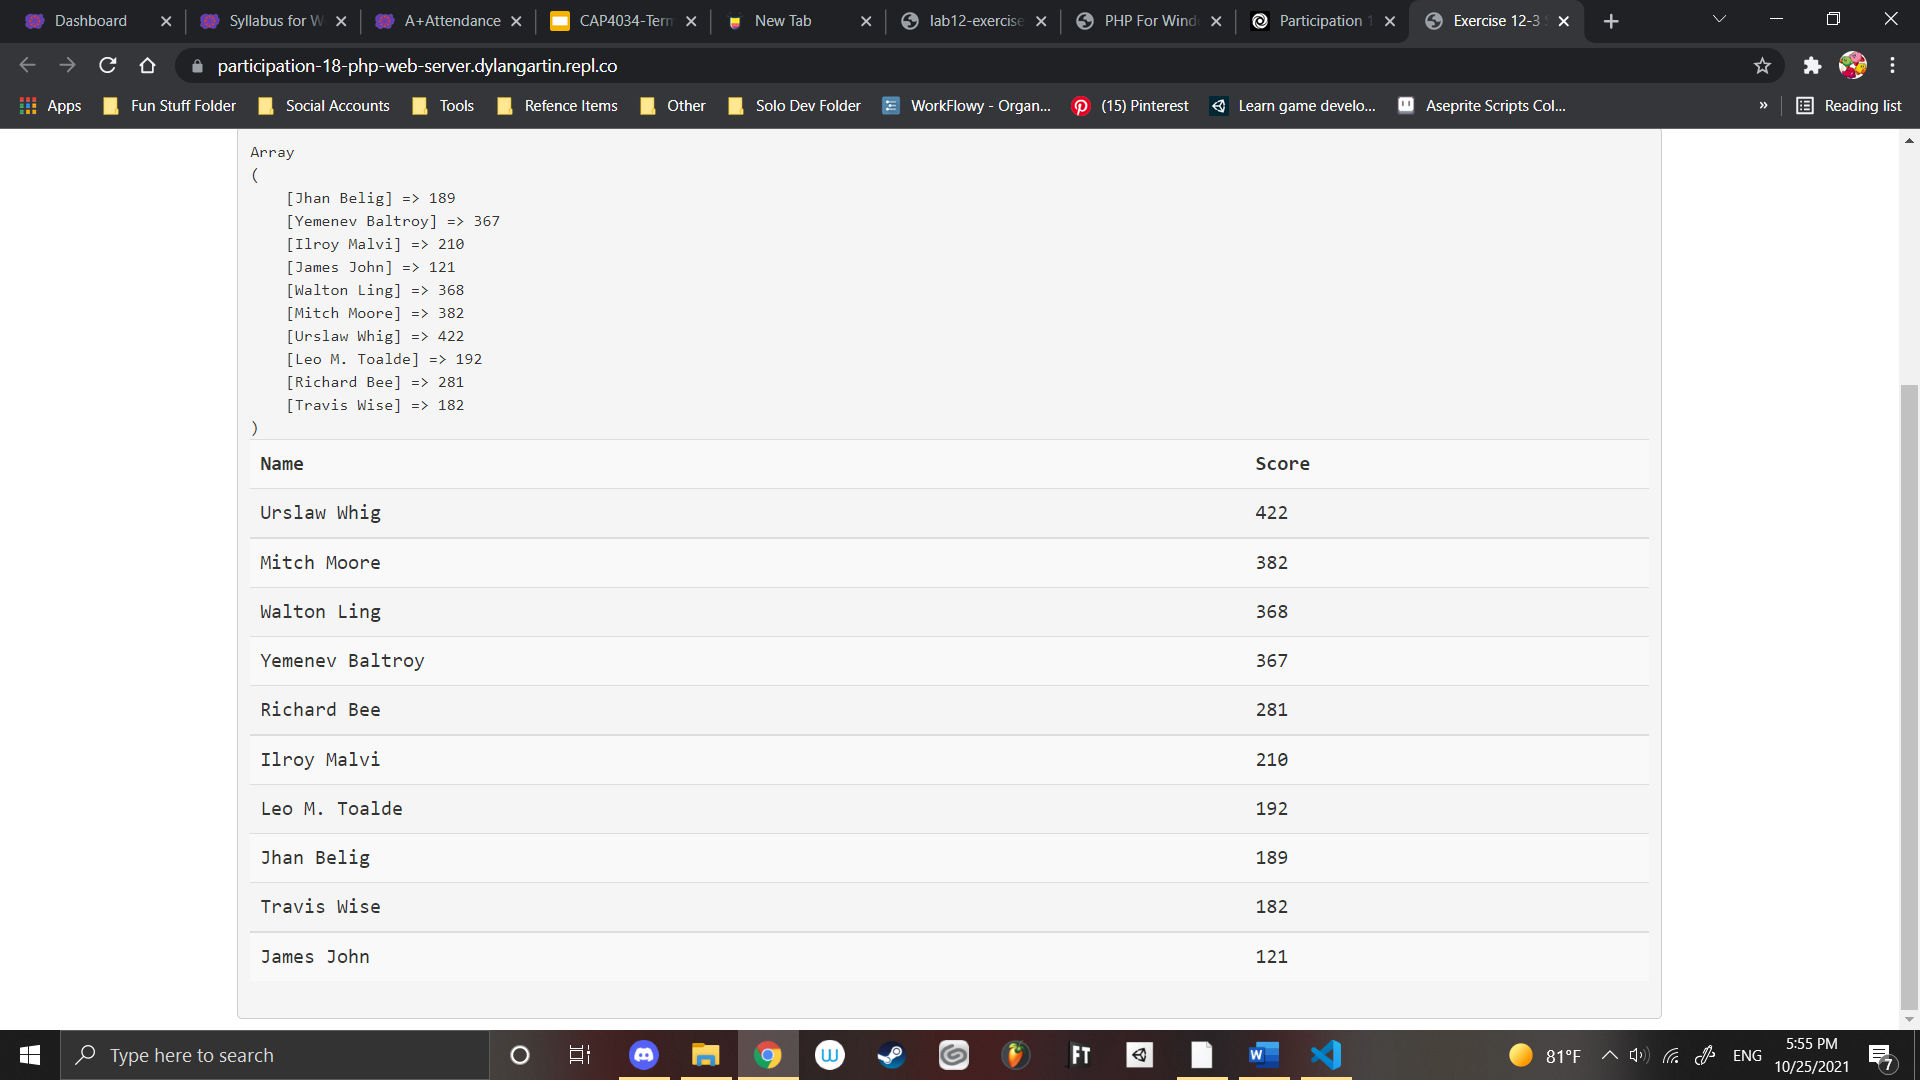 Dashboard
Syllabus for W
A+Attendance
CAP4034-Term
New Tab
lab12-exercise
PHP For Wind
Participation 1
Exercise 12-3
participation-18-php-web-server.dylangartin.repl.co
Apps
Fun Stuff Folder
Social Accounts
Tools
Refence Items
Other
Solo Dev Folder
WorkFlowy - Organ...
(15) Pinterest
Learn game develo...
Aseprite Scripts Col...
»
Reading list
Array
(
[Jhan Belig] => 189
[Yemenev Baltroy] => 367
[Ilroy Malvi] => 210
[James John] => 121
[Walton Ling] => 368
[Mitch Moore] => 382
[Urslaw Whig] => 422
[Leo M. Toalde] => 192
[Richard Bee] => 281
[Travis Wise] => 182
)
Name Score
Urslaw Whig 422
Mitch Moore 382
Walton Ling 368
Yemenev Baltroy 367
Richard Bee 281
Ilroy Malvi 210
Leo M. Toalde 192
Jhan Belig 189
Travis Wise 182
James John 121
Type here to search
FT
81°F
ENG
5:55 PM
10/25/2021
7